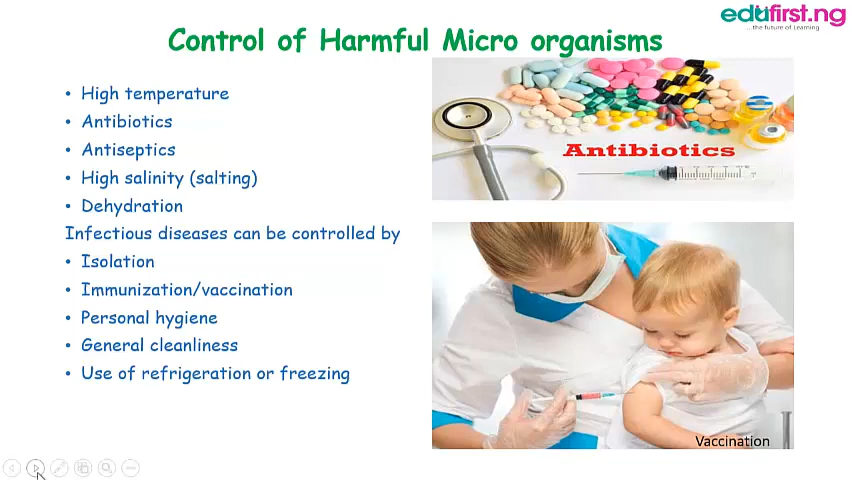 edufirst.ng
...the future of Learning
Control of Harmful Micro organisms
• High temperature
• Antibiotics
• Antiseptics
• High salinity (salting)
• Dehydration
Infectious diseases can be controlled by
• Isolation
• Immunization/vaccination
• Personal hygiene
• General cleanliness
• Use of refrigeration or freezing
Antibiotics
Vaccination